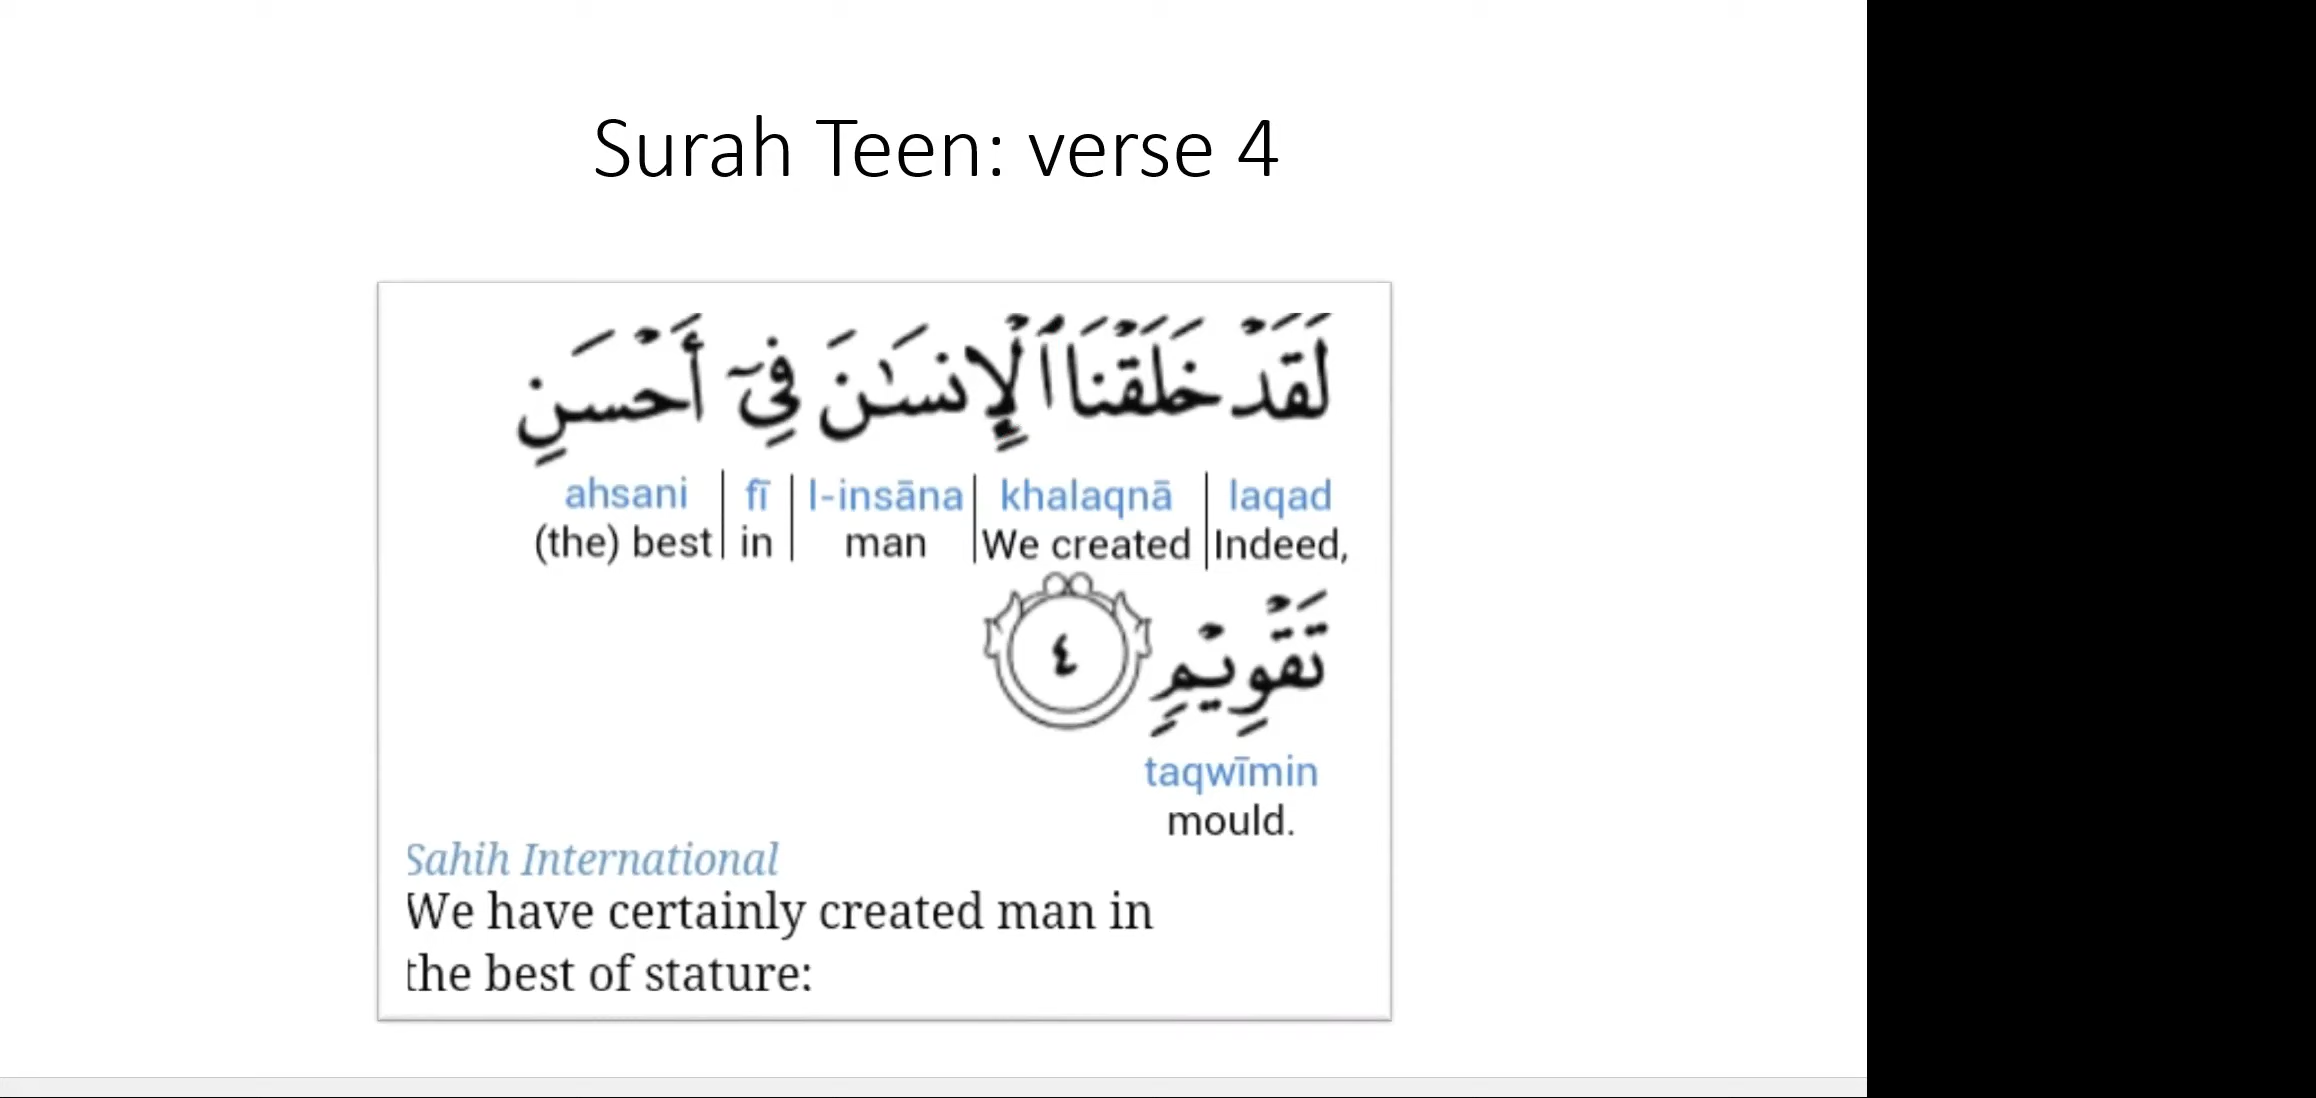 Surah Teen: verse 4
لَقَدْ خَلَقْنَا ٱلْإِنسَـٰنَ فِىٓ أَحْسَنِ
ahsani | fī | l-insāna | khalaqnā | laqad
(the) best | in | man | We created | Indeed,
تَقْوِيْمٍ ٤
taqwīmin
mould.
Sahih International
We have certainly created man in
the best of stature: